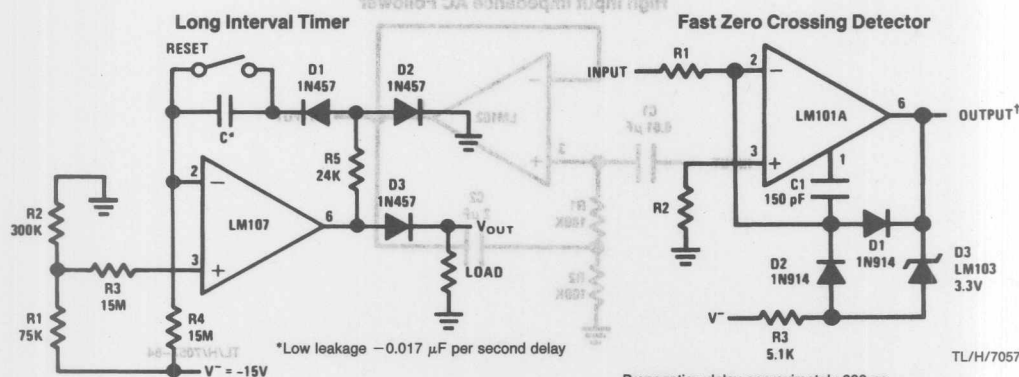 Long Interval Timer
RESET
C*
D1
1N457
D2
1N457
R5
24K
D3
1N457
2
LM107
6
3
VOUT
LOAD
R2
300K
R3
15M
R1
75K
R4
15M
V⁻ = -15V
*Low leakage −0.017 μF per second delay
Fast Zero Crossing Detector
INPUT
R1
2
LM101A
6
OUTPUT†
3
1
C1
150 pF
R2
D1
1N914
D2
1N914
D3
LM103
3.3V
V⁻
R3
5.1K
TL/H/7057